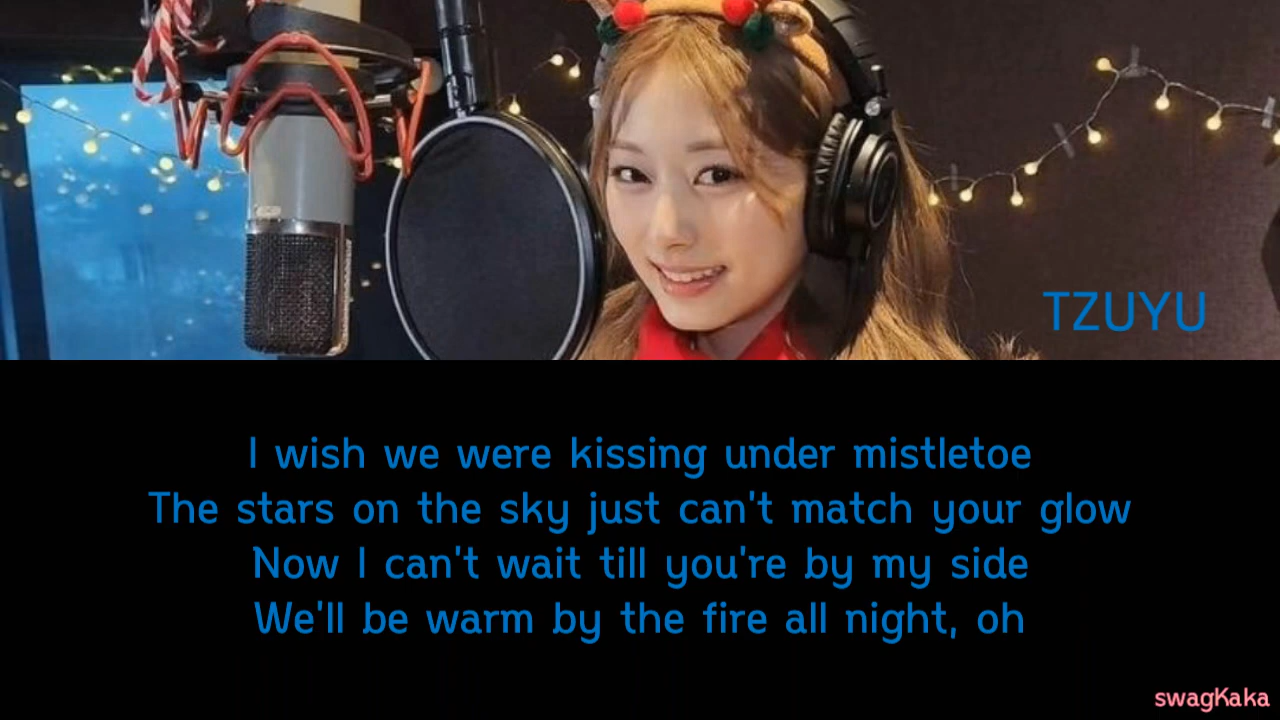 TZUYU
I wish we were kissing under mistletoe
The stars on the sky just can't match your glow
Now I can't wait till you're by my side
We'll be warm by the fire all night, oh
swagKaka